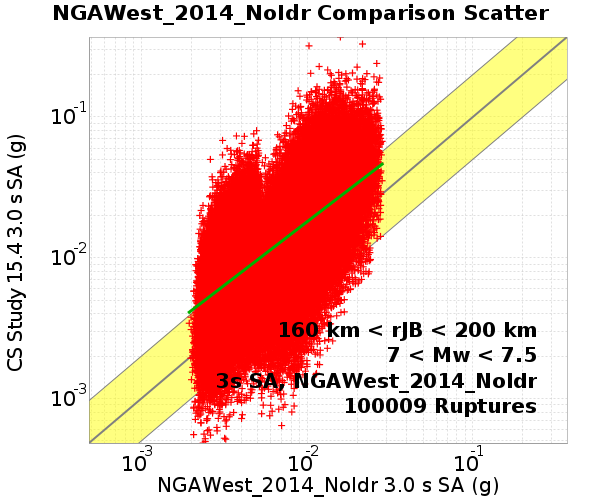 NGAWest_2014_NoIdr Comparison Scatter
CS Study 15.4 3.0 s SA (g)
10^-1
10^-2
10^-3
160 km < rJB < 200 km
7 < Mw < 7.5
3s SA, NGAWest_2014_NoIdr
100009 Ruptures
10^-3 10^-2 10^-1
NGAWest_2014_NoIdr 3.0 s SA (g)